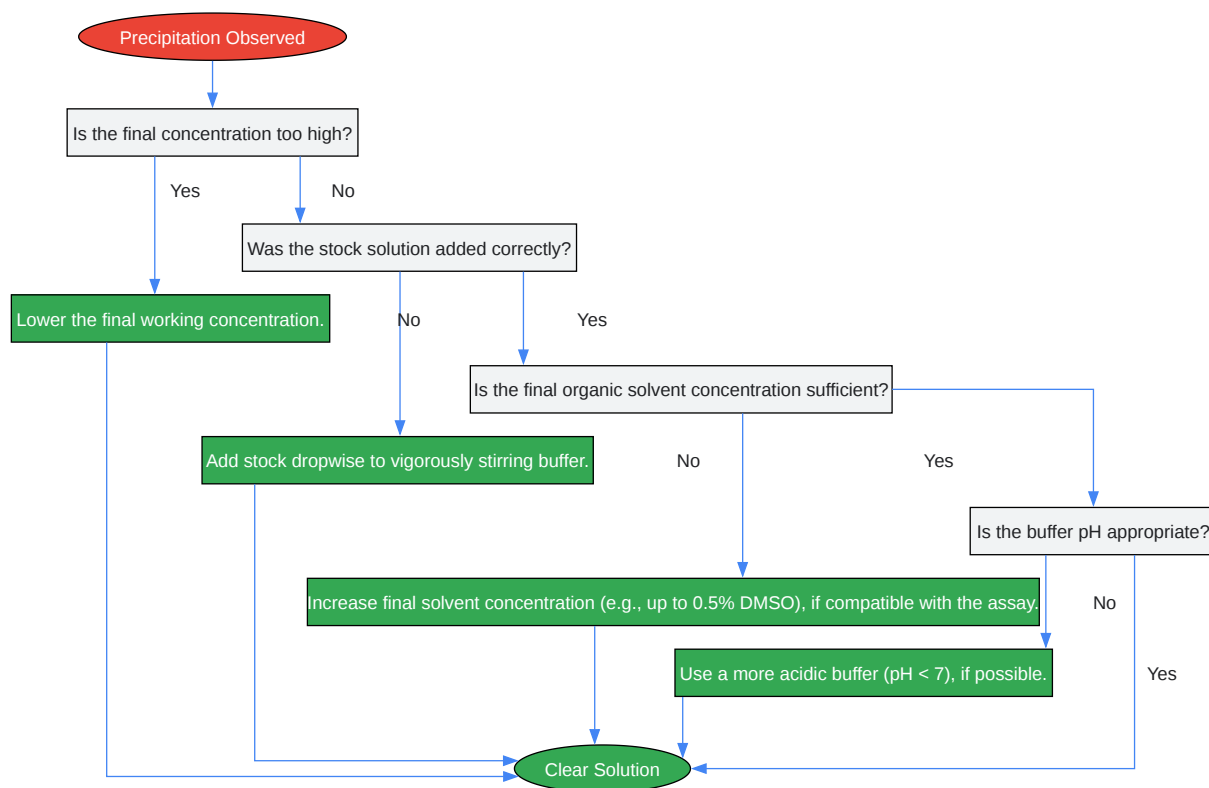 Precipitation Observed
Is the final concentration too high?
Yes
No
Was the stock solution added correctly?
Lower the final working concentration.
No
Yes
Is the final organic solvent concentration sufficient?
Add stock dropwise to vigorously stirring buffer.
No
Yes
Is the buffer pH appropriate?
Increase final solvent concentration (e.g., up to 0.5% DMSO), if compatible with the assay.
No
Use a more acidic buffer (pH < 7), if possible.
Yes
Clear Solution